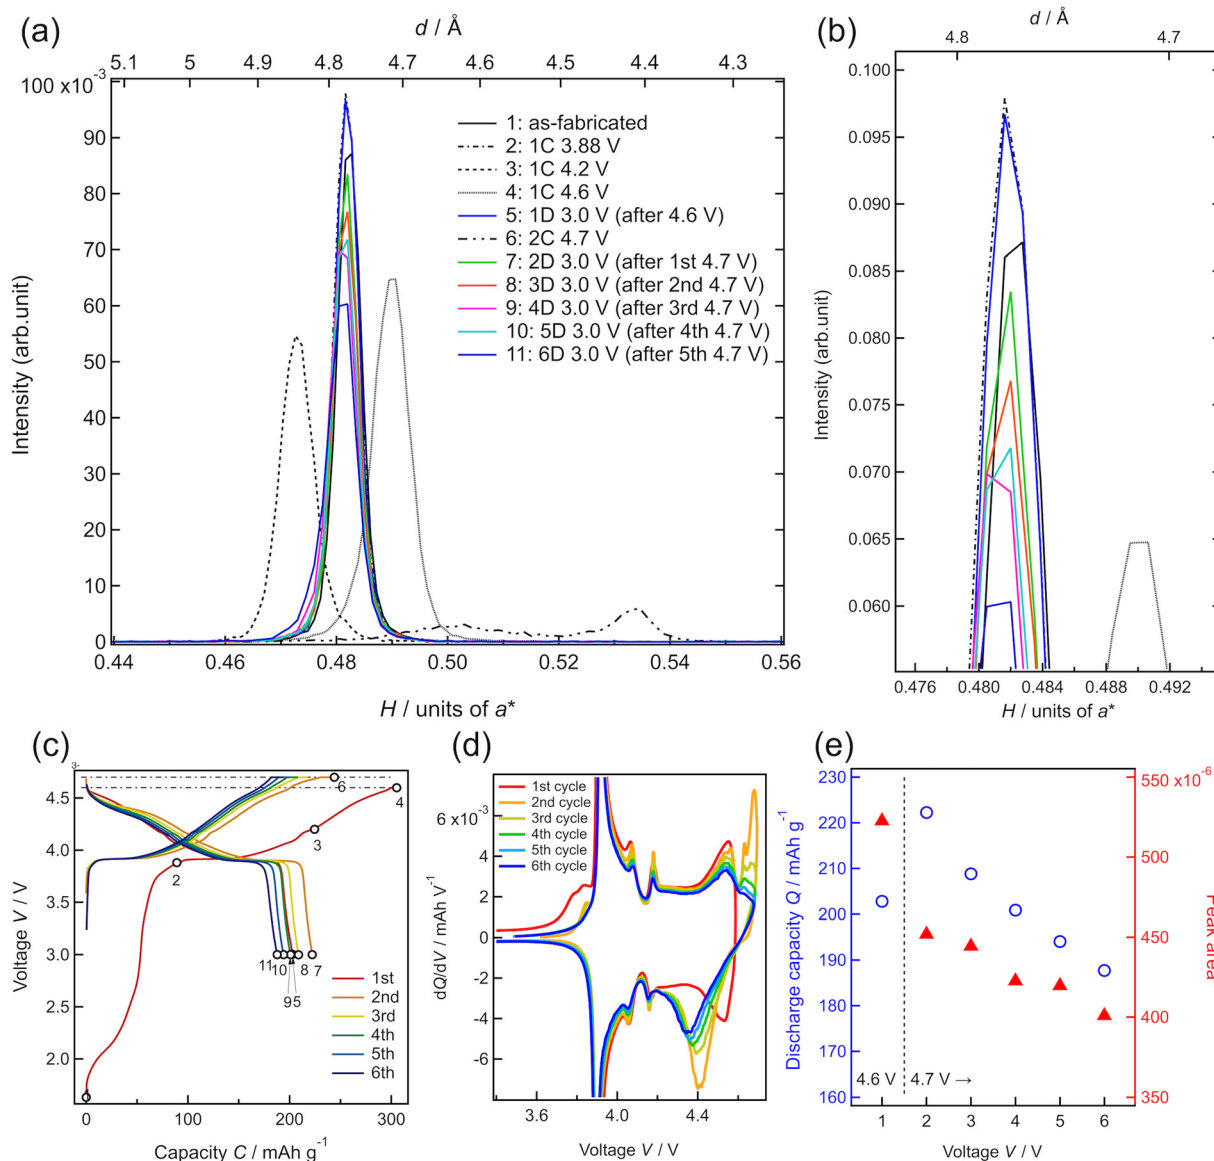 (a)
d / Å
5.1 5 4.9 4.8 4.7 4.6 4.5 4.4 4.3
100 x10⁻³
90
80
70
60
50
40
30
20
10
0
Intensity (arb.unit)
1: as-fabricated
2: 1C 3.88 V
3: 1C 4.2 V
4: 1C 4.6 V
5: 1D 3.0 V (after 4.6 V)
6: 2C 4.7 V
7: 2D 3.0 V (after 1st 4.7 V)
8: 3D 3.0 V (after 2nd 4.7 V)
9: 4D 3.0 V (after 3rd 4.7 V)
10: 5D 3.0 V (after 4th 4.7 V)
11: 6D 3.0 V (after 5th 4.7 V)
0.44 0.46 0.48 0.50 0.52 0.54 0.56
H / units of a*
(b)
d / Å
4.8 4.7
0.100
0.095
0.090
0.085
0.080
0.075
0.070
0.065
0.060
Intensity (arb.unit)
0.476 0.480 0.484 0.488 0.492
H / units of a*
(c)
3-
4.5
4.0
3.5
3.0
2.5
2.0
Voltage V / V
6
4
3
2
11 10 8 7
9 5
1st
2nd
3rd
4th
5th
6th
0 100 200 300
Capacity C / mAh g⁻¹
(d)
6 x10⁻³
4
2
0
-2
-4
-6
dQ/dV / mAh V⁻¹
1st cycle
2nd cycle
3rd cycle
4th cycle
5th cycle
6th cycle
3.6 4.0 4.4
Voltage V / V
(e)
230
220
210
200
190
180
170
160
Discharge capacity Q / mAh g⁻¹
550 x10⁻⁶
500
450
400
350
Peak area
4.6 V 4.7 V →
1 2 3 4 5 6
Voltage V / V